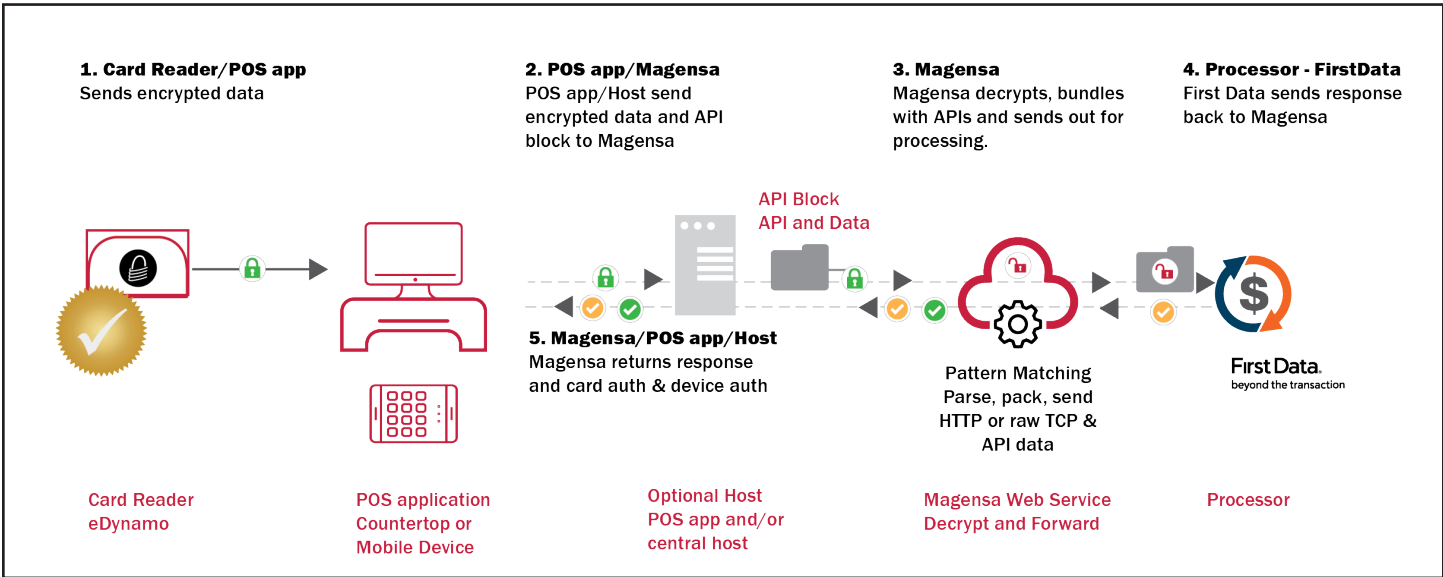 1. Card Reader/POS app
Sends encrypted data
2. POS app/Magensa
POS app/Host send
encrypted data and API
block to Magensa
3. Magensa
Magensa decrypts, bundles
with APIs and sends out for
processing.
4. Processor - FirstData
First Data sends response
back to Magensa
API Block
API and Data
$
5. Magensa/POS app/Host
Magensa returns response
and card auth & device auth
Pattern Matching
Parse, pack, send
HTTP or raw TCP &
API data
First Data.
beyond the transaction
Card Reader
eDynamo
POS application
Countertop or
Mobile Device
Optional Host
POS app and/or
central host
Magensa Web Service
Decrypt and Forward
Processor